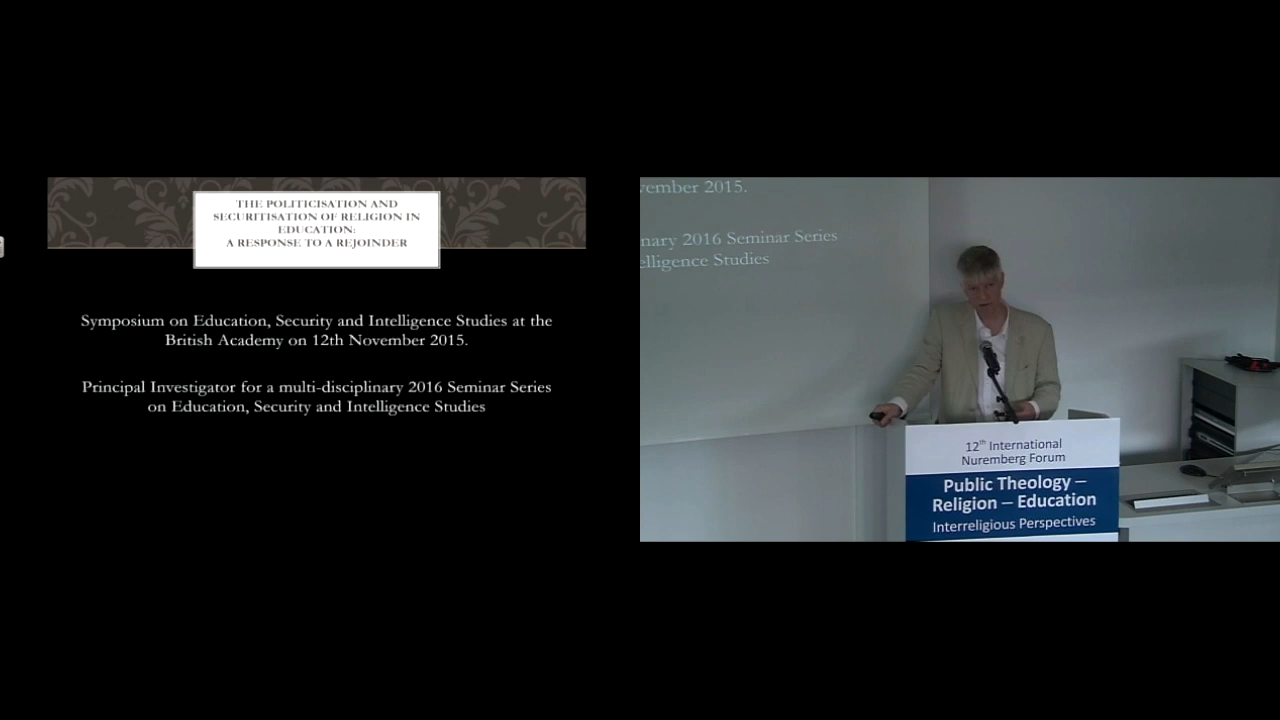 THE POLITICISATION AND
SECURITISATION OF RELIGION IN
EDUCATION:
A RESPONSE TO A REJOINDER
Symposium on Education, Security and Intelligence Studies at the
British Academy on 12th November 2015.
Principal Investigator for a multi-disciplinary 2016 Seminar Series
on Education, Security and Intelligence Studies
vember 2015.
nary 2016 Seminar Series
elligence Studies
12th International
Nuremberg Forum
Public Theology –
Religion – Education
Interreligious Perspectives